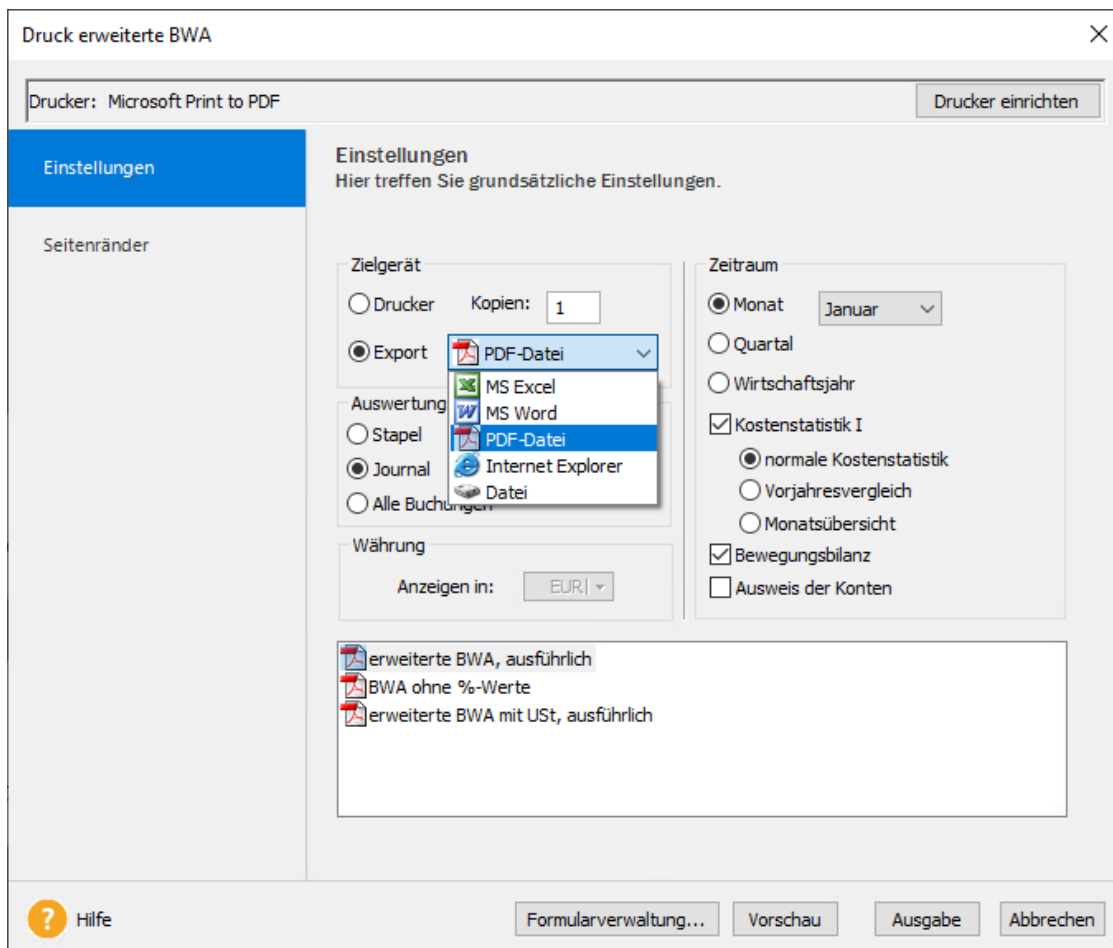 Druck erweiterte BWA
Drucker: Microsoft Print to PDF
Drucker einrichten
Einstellungen
Seitenränder
Einstellungen
Hier treffen Sie grundsätzliche Einstellungen.
Zielgerät
Drucker Kopien: 1
Export PDF-Datei
MS Excel
MS Word
PDF-Datei
Internet Explorer
Datei
Auswertung
Stapel
Journal
Alle Buchungen
Währung
Anzeigen in: EUR
Zeitraum
Monat Januar
Quartal
Wirtschaftsjahr
Kostenstatistik I
normale Kostenstatistik
Vorjahresvergleich
Monatsübersicht
Bewegungsbilanz
Ausweis der Konten
erweiterte BWA, ausführlich
BWA ohne %-Werte
erweiterte BWA mit USt, ausführlich
? Hilfe
Formularverwaltung... Vorschau Ausgabe Abbrechen